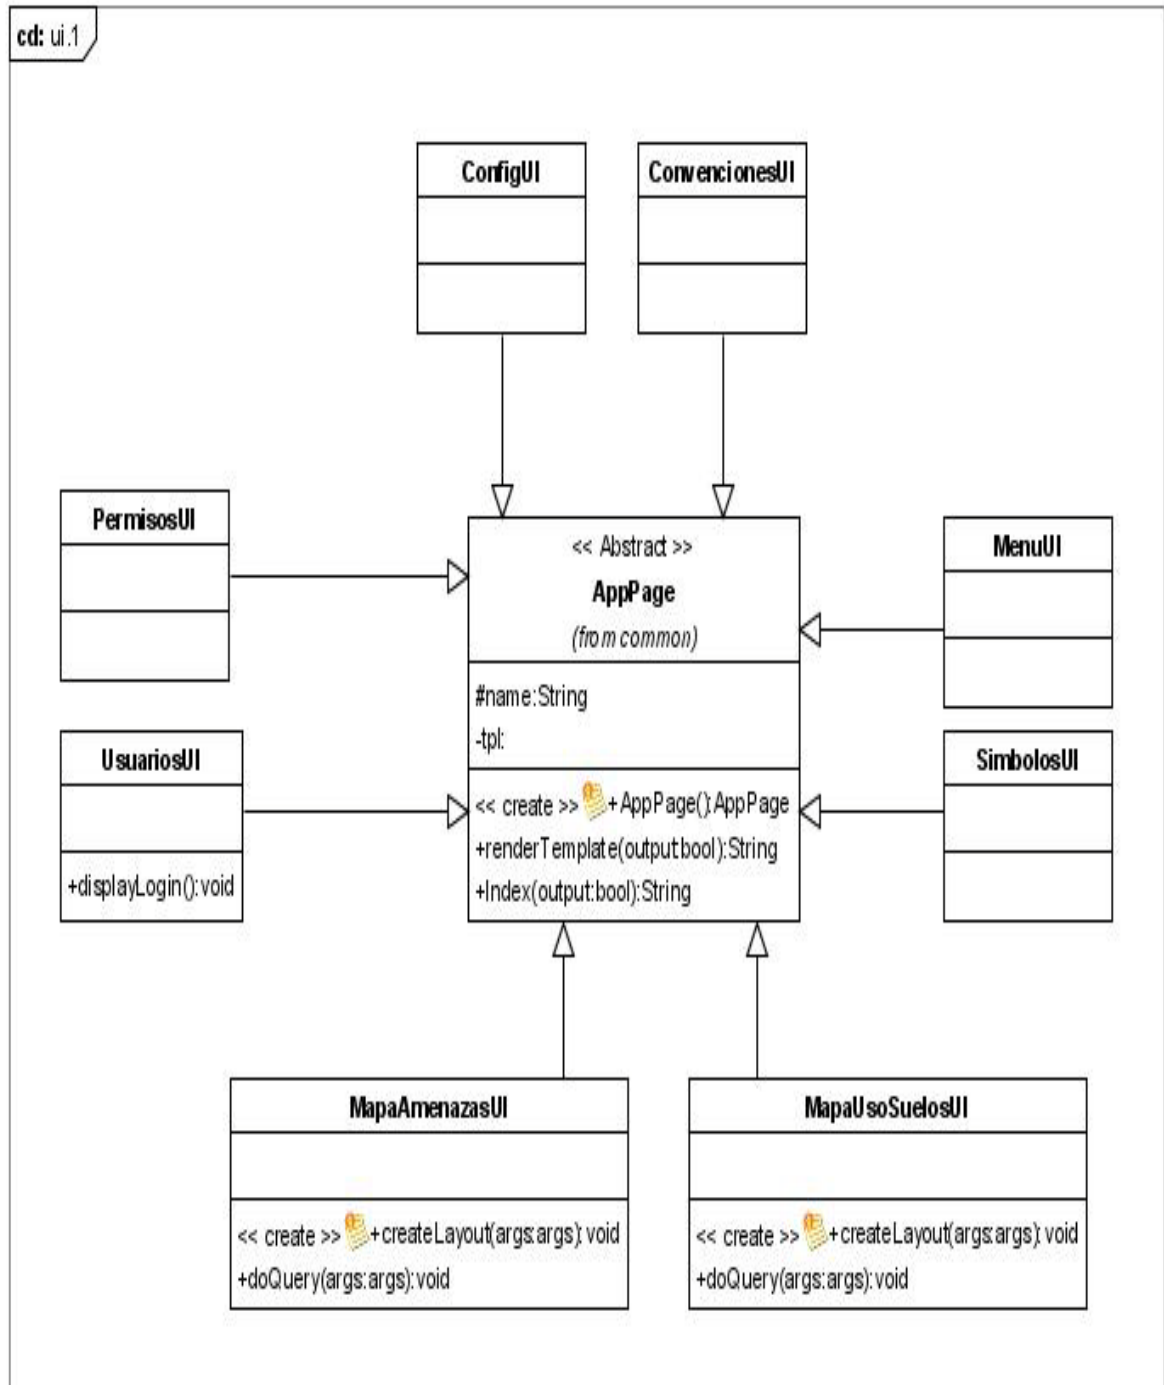 cd: ui.1
ConfigUI
ConvencionesUI
PermisosUI
<< Abstract >>
AppPage
(from common)
#name:String
-tpl:
<< create >> +AppPage():AppPage
+renderTemplate(output:bool):String
+Index(output:bool):String
MenuUI
UsuariosUI
+displayLogin():void
SimbolosUI
MapaAmenazasUI
<< create >> +createLayout(args:args):void
+doQuery(args:args):void
MapaUsoSuelosUI
<< create >> +createLayout(args:args):void
+doQuery(args:args):void